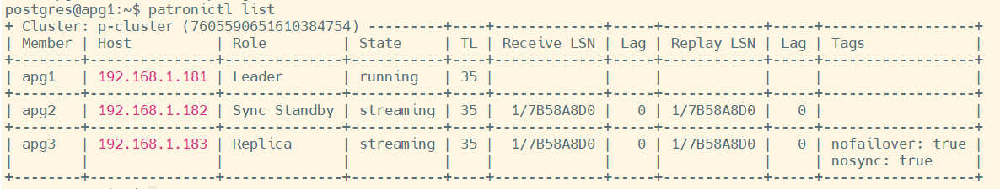 postgres@apg1:~$ patronictl list
+ Cluster: p-cluster (7605590651610384754) ---------+----+-------------+-----+------------+-----+------------------+
| Member | Host          | Role         | State     | TL | Receive LSN | Lag | Replay LSN | Lag | Tags             |
+--------+---------------+--------------+-----------+----+-------------+-----+------------+-----+------------------+
| apg1   | 192.168.1.181 | Leader       | running   | 35 |             |     |            |     |                  |
+--------+---------------+--------------+-----------+----+-------------+-----+------------+-----+------------------+
| apg2   | 192.168.1.182 | Sync Standby | streaming | 35 |  1/7B58A8D0 |   0 | 1/7B58A8D0 |   0 |                  |
+--------+---------------+--------------+-----------+----+-------------+-----+------------+-----+------------------+
| apg3   | 192.168.1.183 | Replica      | streaming | 35 |  1/7B58A8D0 |   0 | 1/7B58A8D0 |   0 | nofailover: true |
|        |               |              |           |    |             |     |            |     | nosync: true     |
+--------+---------------+--------------+-----------+----+-------------+-----+------------+-----+------------------+